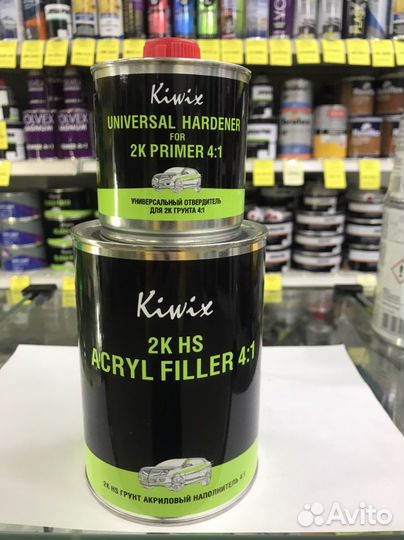 Kiwix
UNIVERSAL HARDENER
FOR
2K PRIMER 4:1
УНИВЕРСАЛЬНЫЙ ОТВЕРДИТЕЛЬ
ДЛЯ 2К ГРУНТА 4:1
Kiwix
2K HS
ACRYL FILLER 4:1
2K HS ГРУНТ АКРИЛОВЫЙ НАПОЛНИТЕЛЬ 4:1
Avito